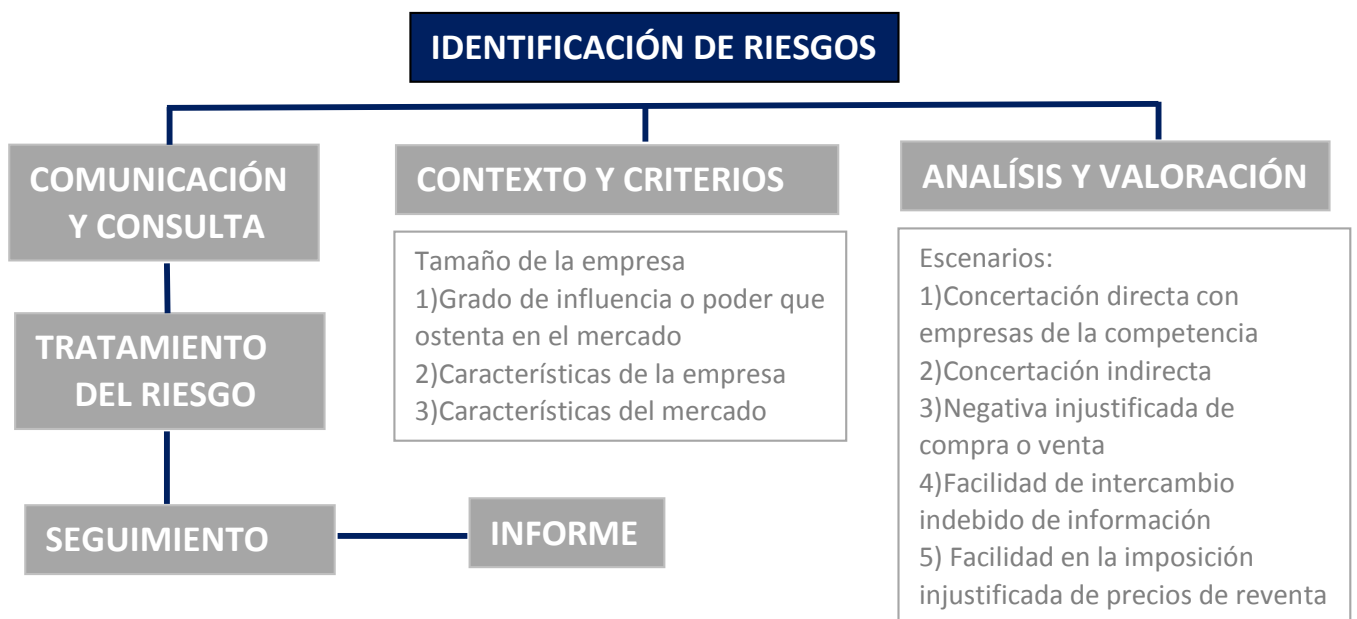 IDENTIFICACIÓN DE RIESGOS
COMUNICACIÓN
Y CONSULTA
TRATAMIENTO
DEL RIESGO
SEGUIMIENTO
INFORME
CONTEXTO Y CRITERIOS
Tamaño de la empresa
1)Grado de influencia o poder que
ostenta en el mercado
2)Características de la empresa
3)Características del mercado
ANALÍSIS Y VALORACIÓN
Escenarios:
1)Concertación directa con
empresas de la competencia
2)Concertación indirecta
3)Negativa injustificada de
compra o venta
4)Facilidad de intercambio
indebido de información
5) Facilidad en la imposición
injustificada de precios de reventa